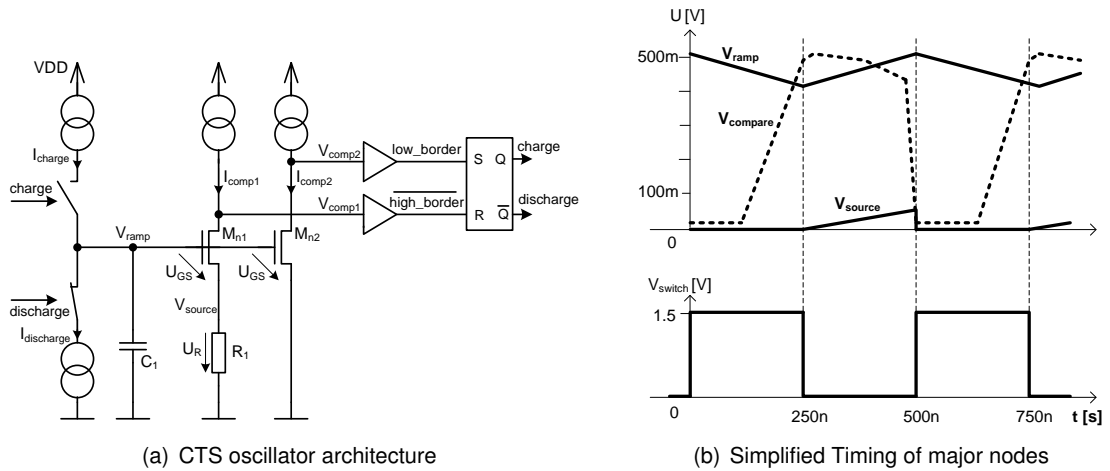 VDD
I_charge
charge
V_ramp
discharge
I_discharge
C_1
I_comp1
I_comp2
V_comp2
V_comp1
low_border
high_border
S Q
R Q
charge
discharge
M_n1
M_n2
U_GS
U_GS
V_source
U_R
R_1
(a) CTS oscillator architecture
U [V]
500m
V_ramp
V_compare
100m
V_source
0
V_switch [V]
1.5
0
250n
500n
750n
t [s]
(b) Simplified Timing of major nodes